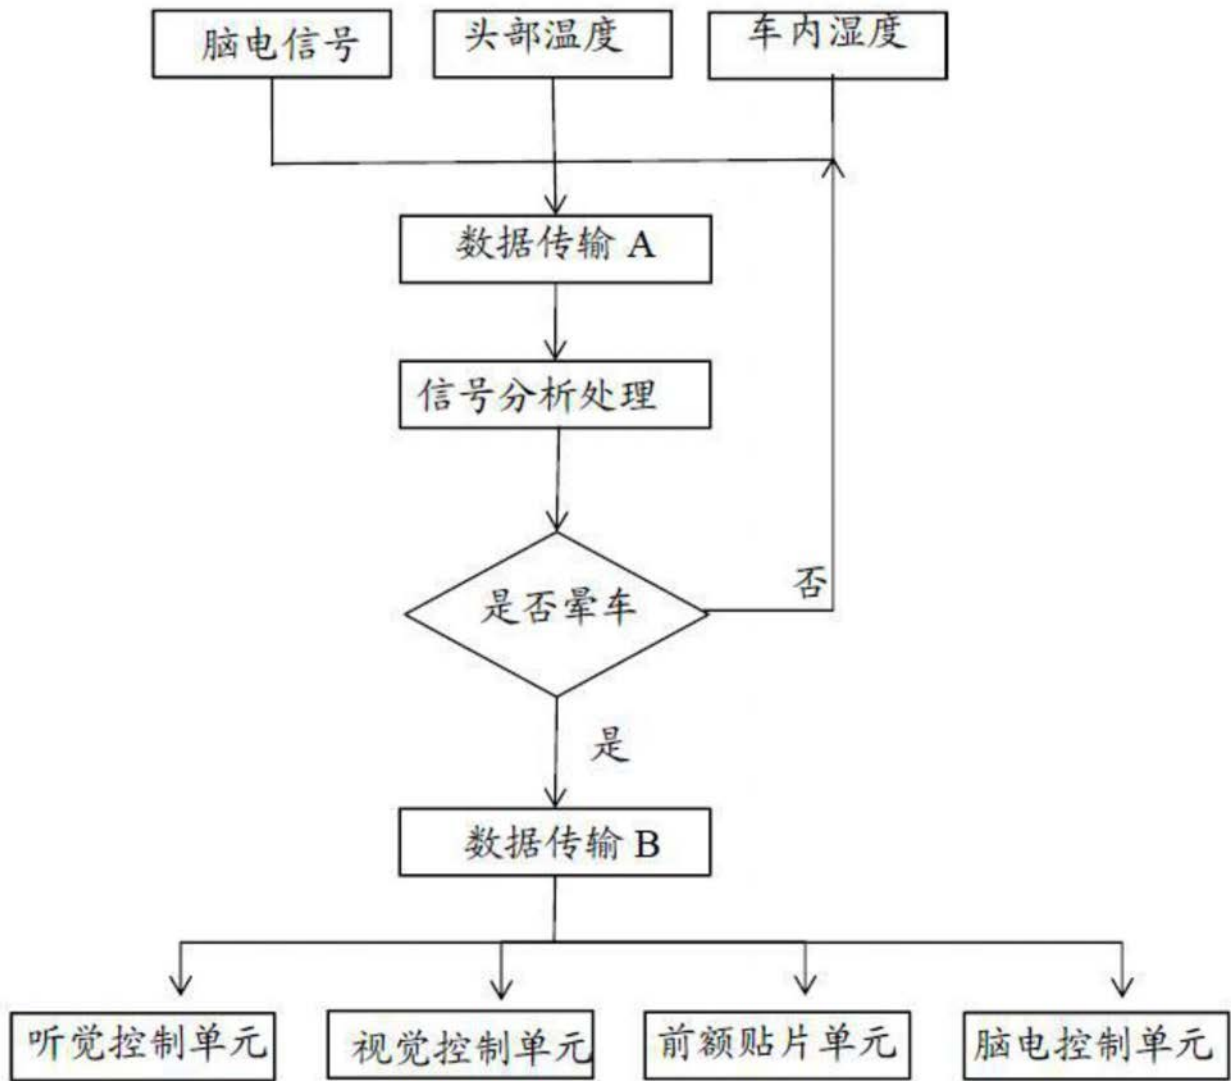 脑电信号
头部温度
车内湿度
数据传输 A
信号分析处理
是否晕车
否
是
数据传输 B
听觉控制单元
视觉控制单元
前额贴片单元
脑电控制单元